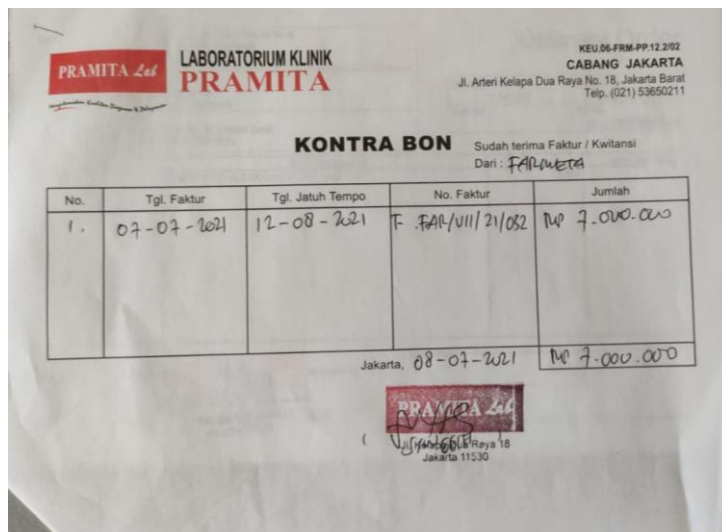 PRAMITA Lab
LABORATORIUM KLINIK
PRAMITA
KEU.06-FRM-PP.12.2/02
CABANG JAKARTA
Jl. Arteri Kelapa Dua Raya No. 18, Jakarta Barat
Telp. (021) 53650211
KONTRA BON
Sudah terima Faktur / Kwitansi
Dari :
No. Tgl. Faktur Tgl. Jatuh Tempo No. Faktur Jumlah
1. 07-07-2021 12-08-2021 F.FAR/VII/21/052 Rp 7.000.000
Jakarta, 08-07-2021 Rp 7.000.000
PRAMITA Lab
Raya 18
Jakarta 11530